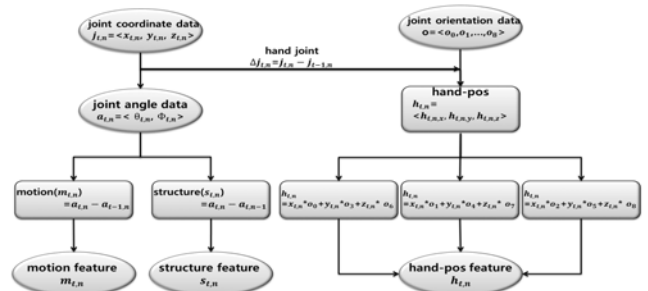 joint coordinate data
j_{t,n}=<x_{t,n}, y_{t,n}, z_{t,n}>
joint orientation data
o=<o_0,o_1,...,o_8>
hand joint
Δj_{t,n}=j_{t,n} − j_{t−1,n}
joint angle data
a_{t,n}=< θ_{t,n}, Φ_{t,n}>
hand-pos
h_{t,n}=
<h_{t,n,x}, h_{t,n,y}, h_{t,n,z}>
motion(m_{t,n})
=a_{t,n} − a_{t−1,n}
structure(s_{t,n})
=a_{t,n} − a_{t,n−1}
h_{t,n}
=x_{t,n}*o_0+y_{t,n}*o_3+z_{t,n}* o_6
h_{t,n}
=x_{t,n}*o_1+y_{t,n}*o_4+z_{t,n}* o_7
h_{t,n}
=x_{t,n}*o_2+y_{t,n}*o_5+z_{t,n}* o_8
motion feature
m_{t,n}
structure feature
s_{t,n}
hand-pos feature
h_{t,n}